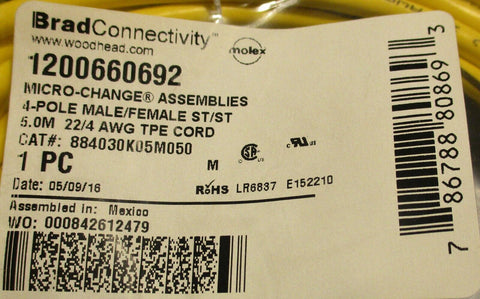 BradConnectivity™
www.woodhead.com
molex
1200660692
MICRO-CHANGE® ASSEMBLIES
4-POLE MALE/FEMALE ST/ST
5.0M 22/4 AWG TPE CORD
CAT#: 884030K05M050
1 PC
M
Date: 05/09/16
RoHS LR6837 E152210
Assembled In: Mexico
WO: 000842612479
7 86788 80869 3